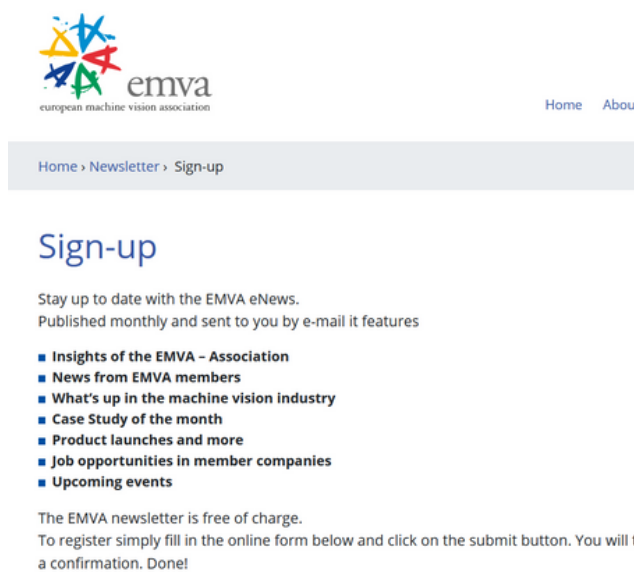 emva
european machine vision association
Home
Home › Newsletter › Sign-up
Sign-up
Stay up to date with the EMVA eNews.
Published monthly and sent to you by e-mail it features
Insights of the EMVA – Association
News from EMVA members
What's up in the machine vision industry
Case Study of the month
Product launches and more
Job opportunities in member companies
Upcoming events
The EMVA newsletter is free of charge.
To register simply fill in the online form below and click on the submit button. You will
a confirmation. Done!